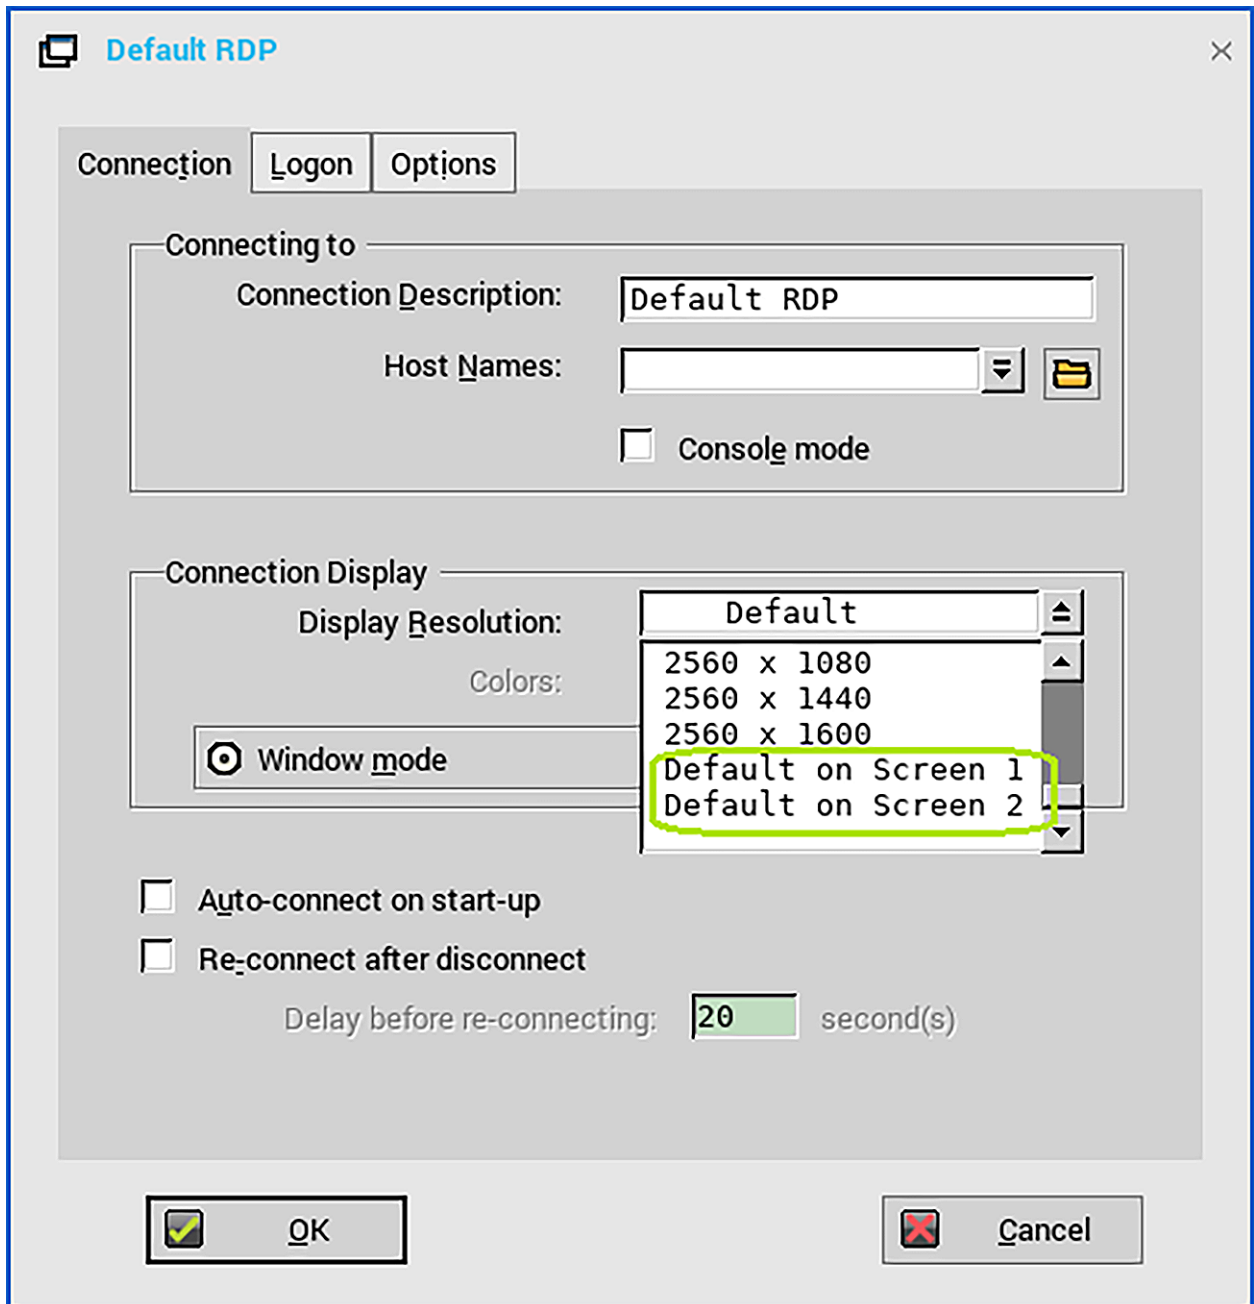 Default RDP
Connection
Logon
Options
Connecting to
Connection Description:
Default RDP
Host Names:
Console mode
Connection Display
Display Resolution:
Default
2560 x 1080
Colors:
2560 x 1440
2560 x 1600
Window mode
Default on Screen 1
Default on Screen 2
Auto-connect on start-up
Re-connect after disconnect
Delay before re-connecting: 20 second(s)
OK
Cancel